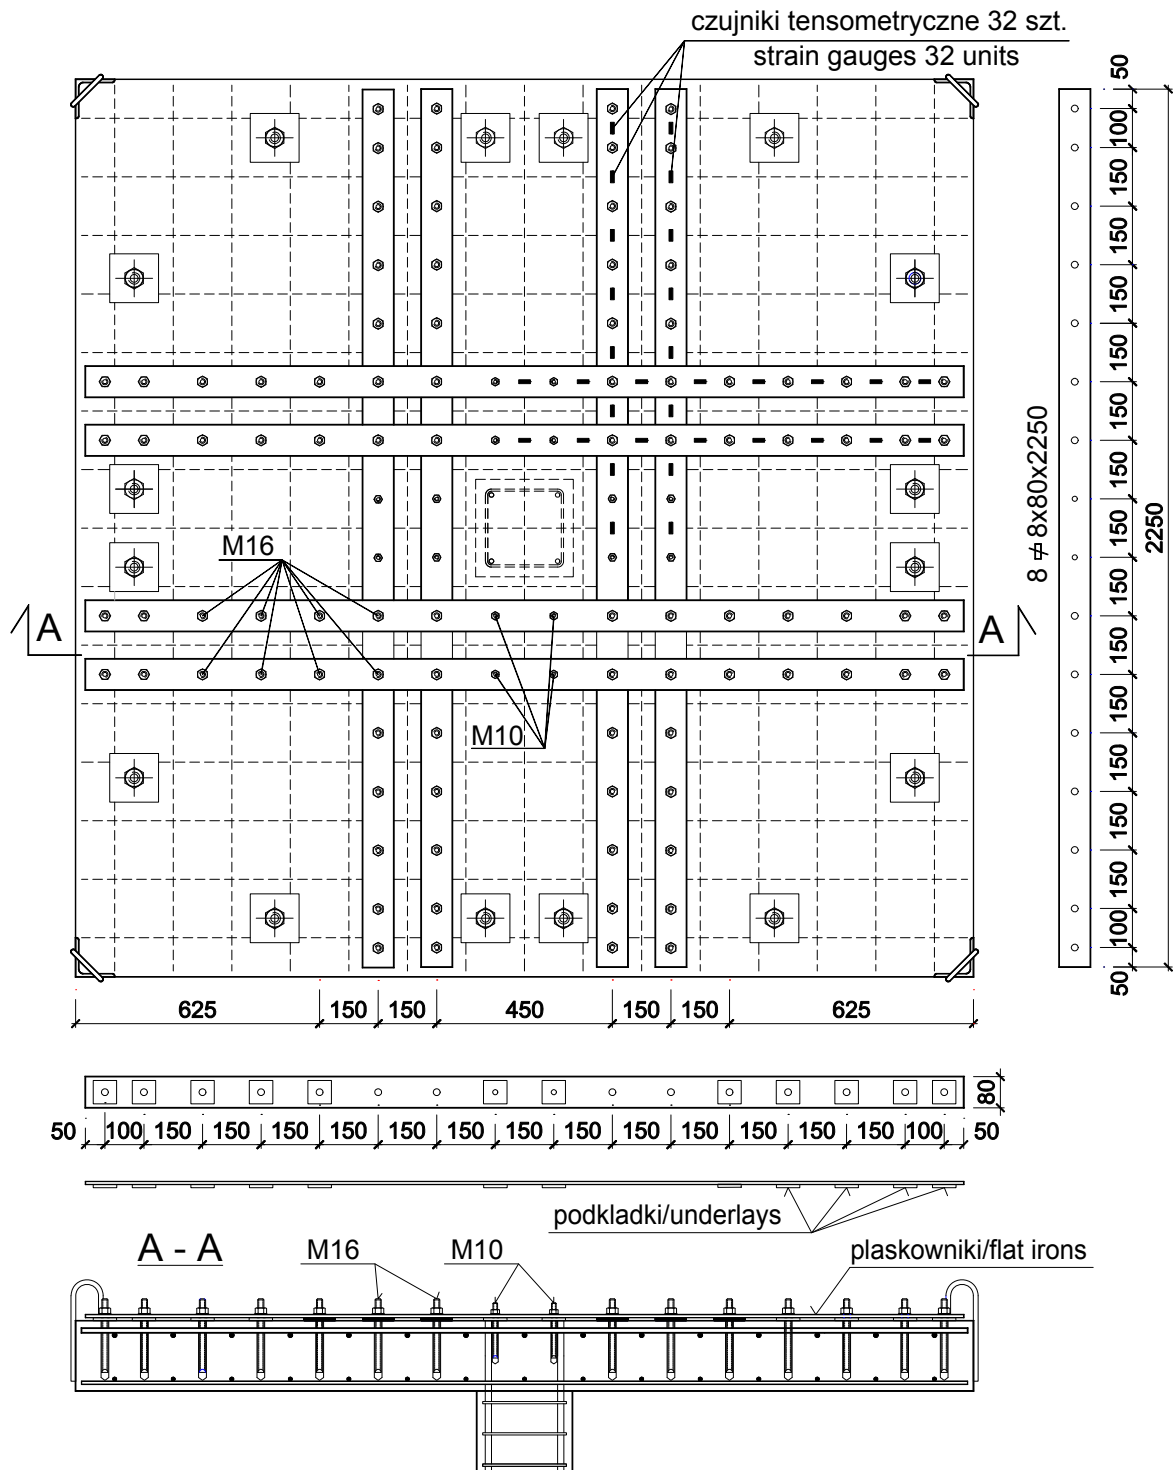 czujniki tensometryczne 32 szt.
strain gauges 32 units
M16
M10
A
A
625 150 150 450 150 150 625
50 100 150 150 150 150 150 150 150 150 150 150 150 150 150 100 50
2250
8 ⌿ 8x80x2250
80
50 100 150 150 150 150 150 150 150 150 150 150 150 150 150 100 50
podkladki/underlays
A - A
M16
M10
plaskowniki/flat irons